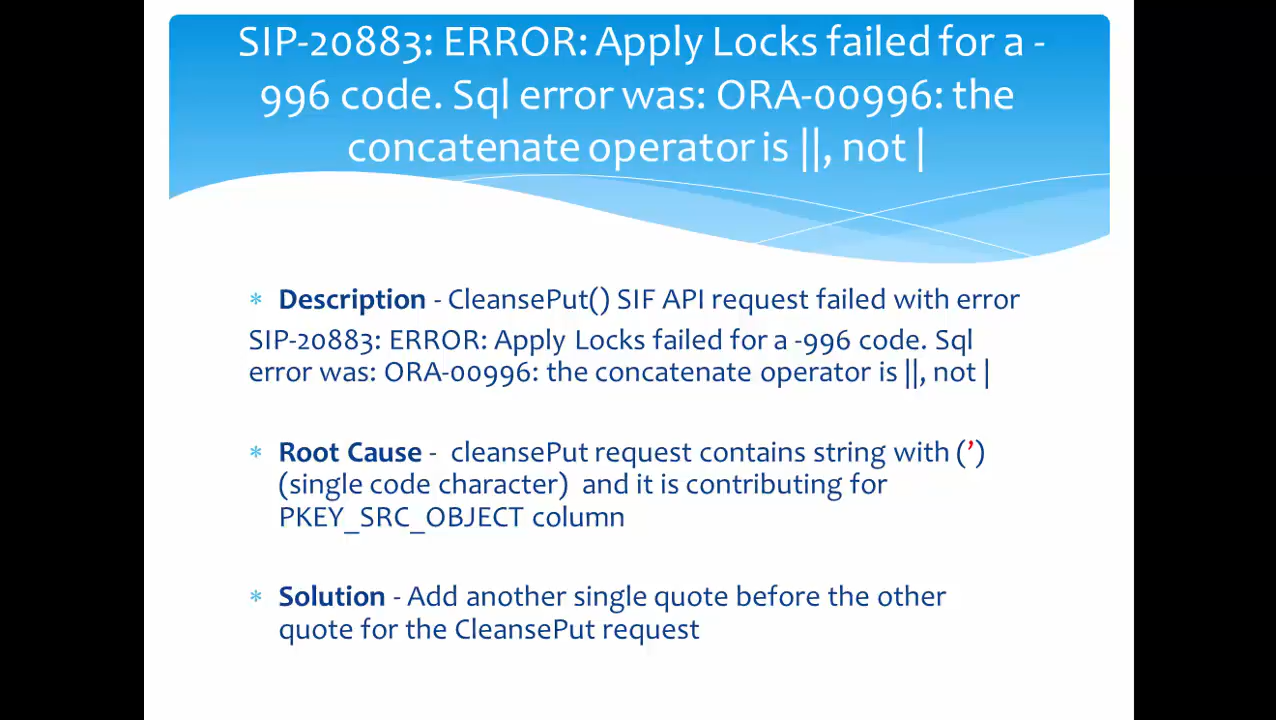 SIP-20883: ERROR: Apply Locks failed for a -
996 code. Sql error was: ORA-00996: the
concatenate operator is ||, not |
* Description - CleansePut() SIF API request failed with error
SIP-20883: ERROR: Apply Locks failed for a -996 code. Sql
error was: ORA-00996: the concatenate operator is ||, not |
* Root Cause - cleansePut request contains string with (’)
(single code character) and it is contributing for
PKEY_SRC_OBJECT column
* Solution - Add another single quote before the other
quote for the CleansePut request